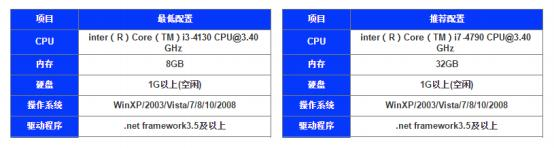 项目 最低配置
CPU inter（R）Core（TM）i3-4130 CPU@3.40
GHz
内存 8GB
硬盘 1G以上(空闲)
操作系统 WinXP/2003/Vista/7/8/10/2008
驱动程序 .net framework3.5及以上
项目 推荐配置
CPU inter（R）Core（TM）i7-4790 CPU@3.40
GHz
内存 32GB
硬盘 1G以上(空闲)
操作系统 WinXP/2003/Vista/7/8/10/2008
驱动程序 .net framework3.5及以上